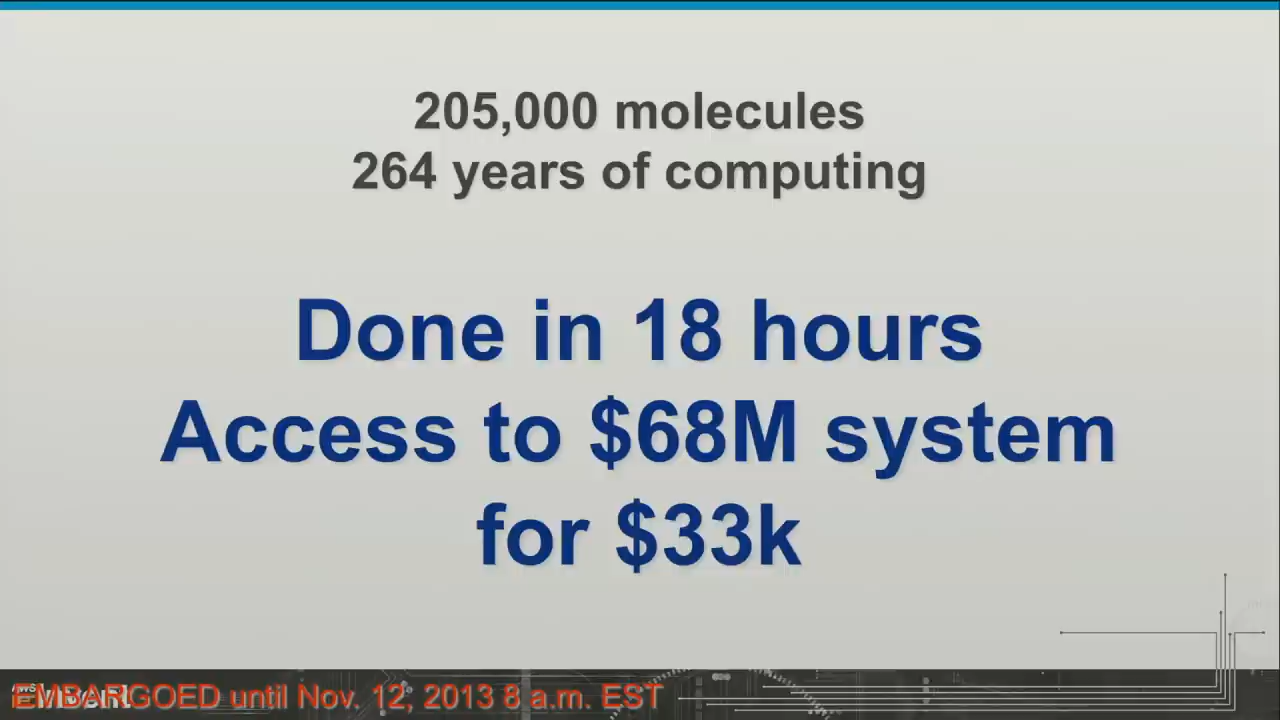 205,000 molecules
264 years of computing
Done in 18 hours
Access to $68M system
for $33k
EMBARGOED until Nov. 12, 2013 8 a.m. EST